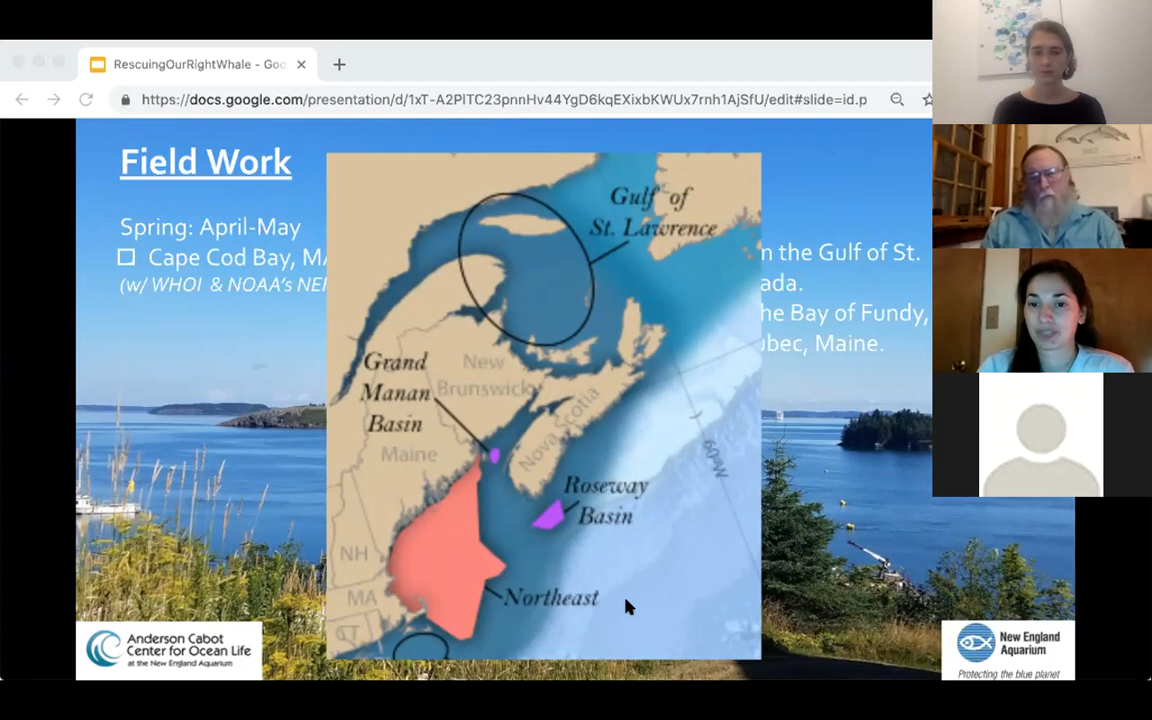 RescuingOurRightWhale - Goo
https://docs.google.com/presentation/d/1xT-A2PITC23pnnHv44YgD6kqEXixbKWUx7rnh1AjSfU/edit#slide=id.p
Field Work
Spring: April-May
Cape Cod Bay, MA
(w/ WHOI & NOAA's NEF
n the Gulf of St.
ada.
he Bay of Fundy,
ubec, Maine.
Gulf of
St. Lawrence
Grand
Manan
Basin
New
Brunswick
Maine
Nova Scotia
60°W
Roseway
Basin
NH
MA
CT
Northeast
Anderson Cabot
Center for Ocean Life
at the New England Aquarium
New England
Aquarium
Protecting the blue planet